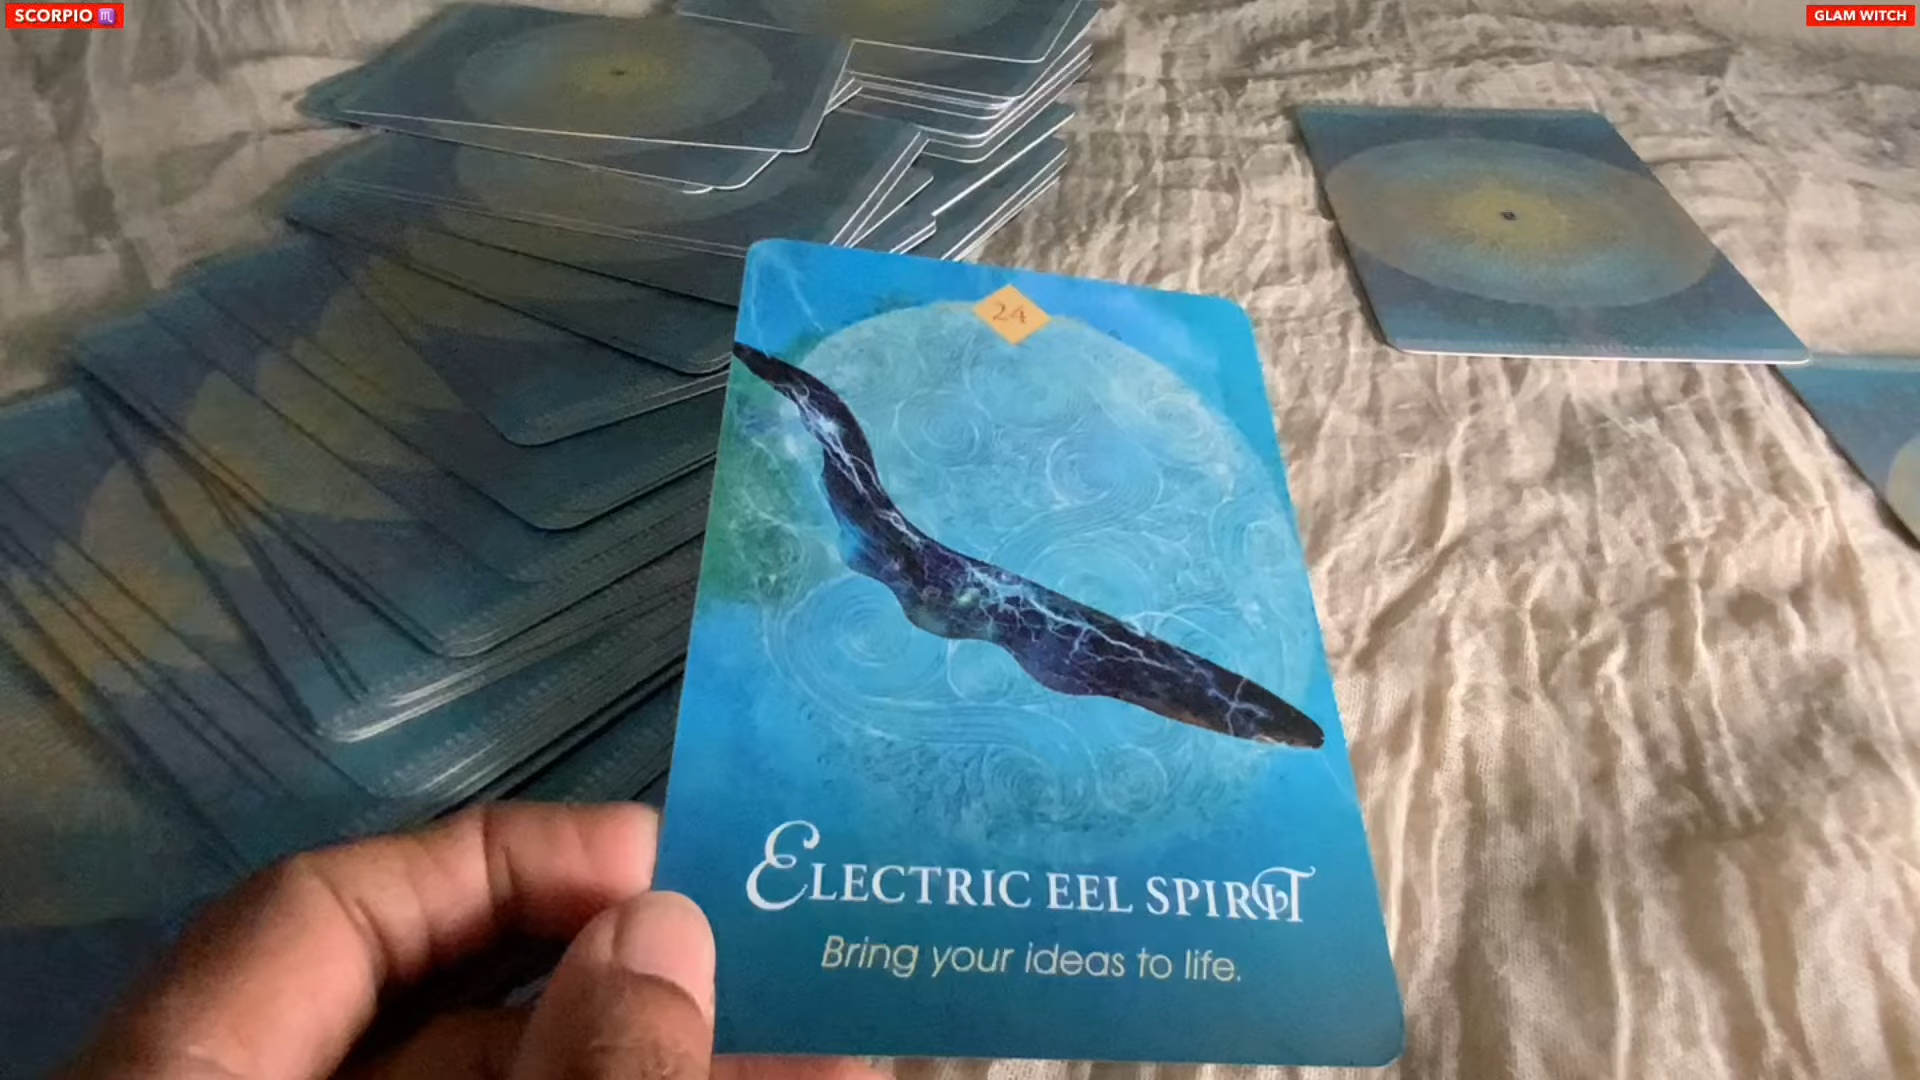 SCORPIO ♏
GLAM WITCH
24
ELECTRIC EEL SPIRIT
Bring your ideas to life.